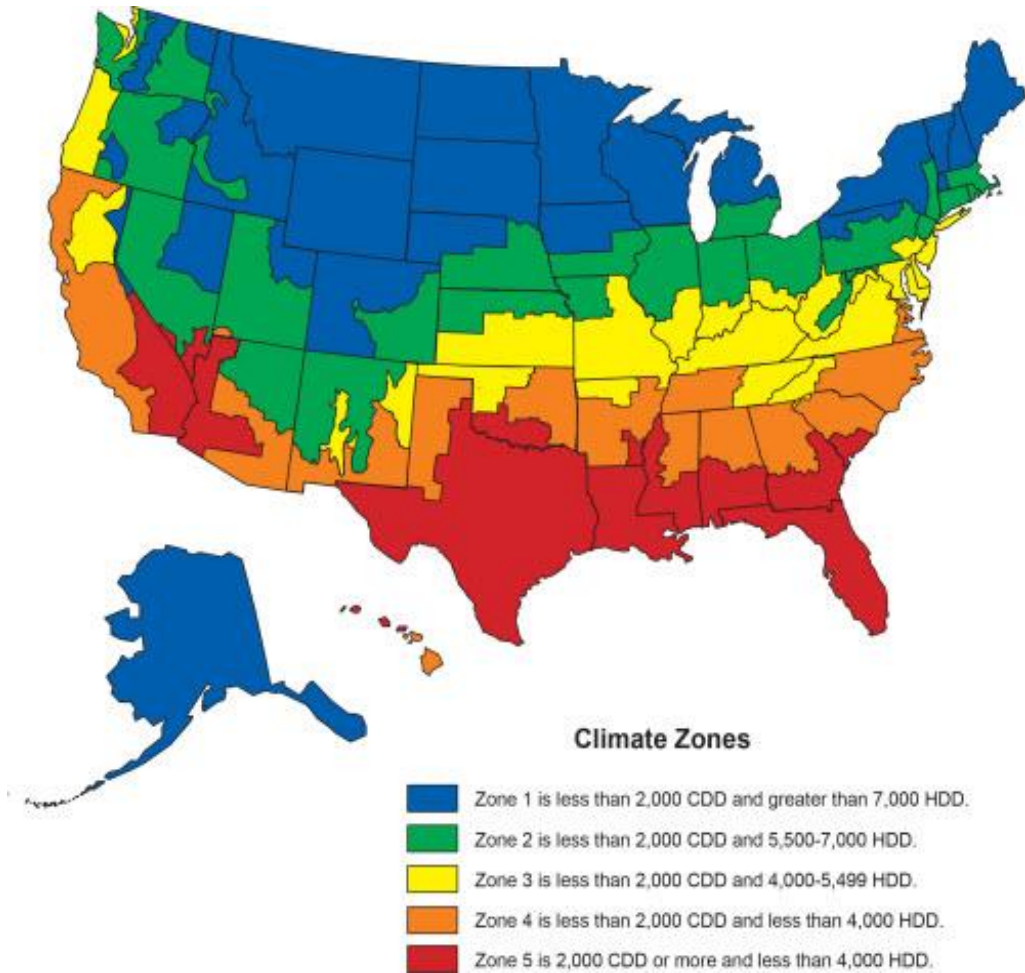 Climate Zones
Zone 1 is less than 2,000 CDD and greater than 7,000 HDD.
Zone 2 is less than 2,000 CDD and 5,500-7,000 HDD.
Zone 3 is less than 2,000 CDD and 4,000-5,499 HDD.
Zone 4 is less than 2,000 CDD and less than 4,000 HDD.
Zone 5 is 2,000 CDD or more and less than 4,000 HDD.